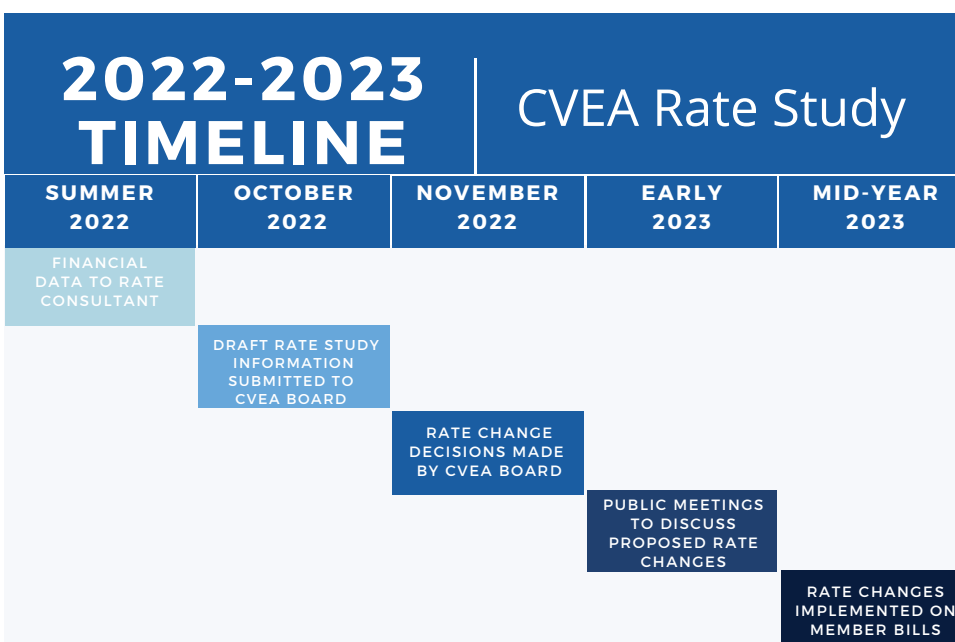 2022-2023
TIMELINE
CVEA Rate Study
SUMMER
2022
OCTOBER
2022
NOVEMBER
2022
EARLY
2023
MID-YEAR
2023
FINANCIAL
DATA TO RATE
CONSULTANT
DRAFT RATE STUDY
INFORMATION
SUBMITTED TO
CVEA BOARD
RATE CHANGE
DECISIONS MADE
BY CVEA BOARD
PUBLIC MEETINGS
TO DISCUSS
PROPOSED RATE
CHANGES
RATE CHANGES
IMPLEMENTED ON
MEMBER BILLS